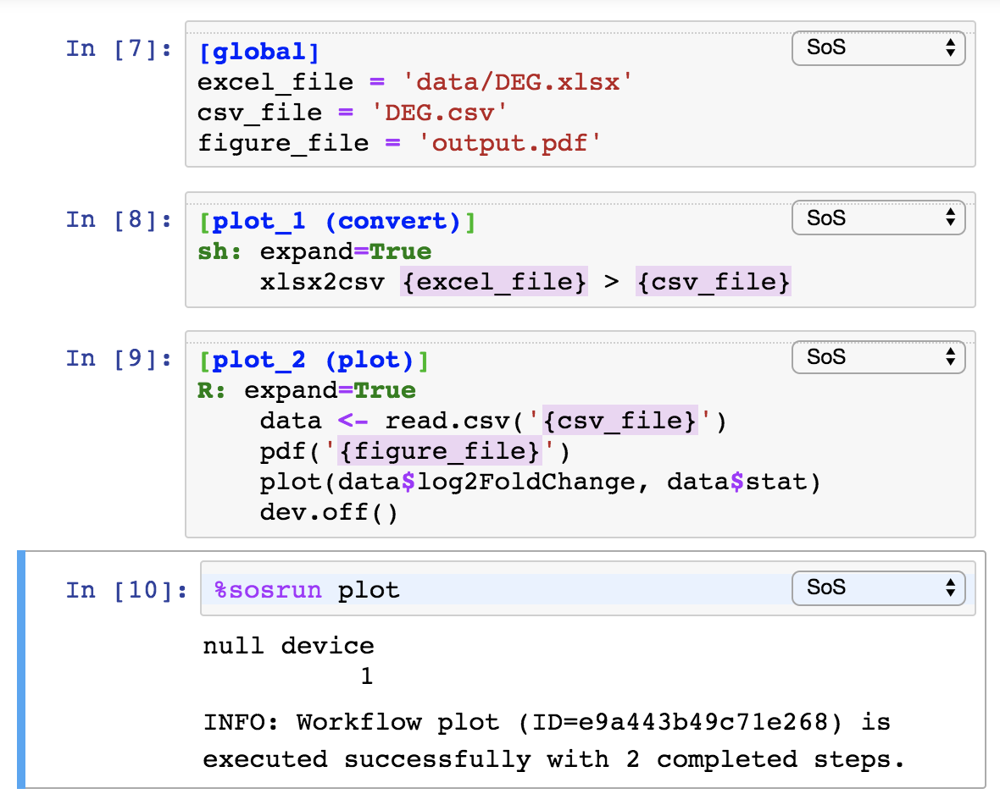 In [7]:
[global]
SoS
excel_file = 'data/DEG.xlsx'
csv_file = 'DEG.csv'
figure_file = 'output.pdf'
In [8]:
[plot_1 (convert)]
SoS
sh: expand=True
    xlsx2csv {excel_file} > {csv_file}
In [9]:
[plot_2 (plot)]
SoS
R: expand=True
    data <- read.csv('{csv_file}')
    pdf('{figure_file}')
    plot(data$log2FoldChange, data$stat)
    dev.off()
In [10]:
%sosrun plot
SoS
null device
          1
INFO: Workflow plot (ID=e9a443b49c71e268) is
executed successfully with 2 completed steps.